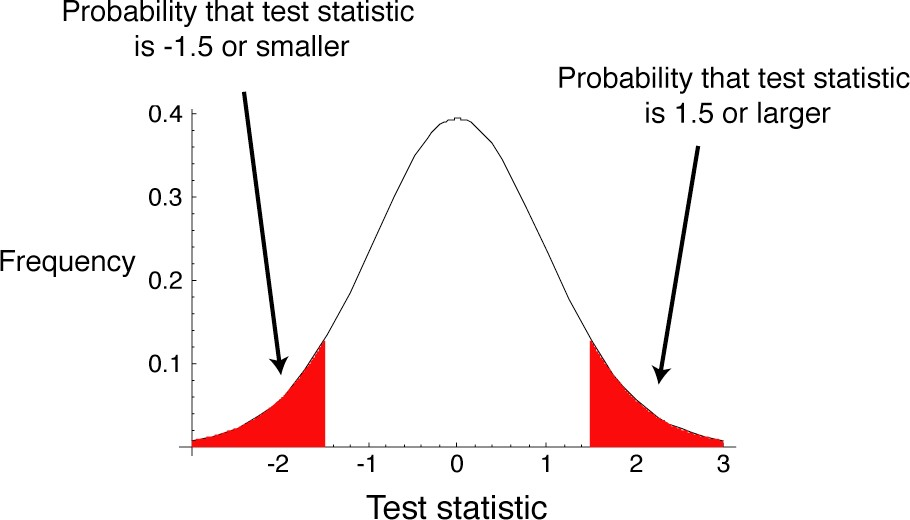 Probability that test statistic
is -1.5 or smaller
Probability that test statistic
is 1.5 or larger
0.4
0.3
Frequency
0.2
0.1
-2 -1 0 1 2 3
Test statistic